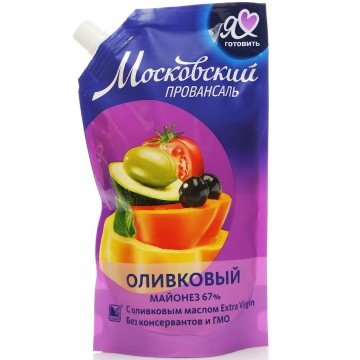 Я
ГОТОВИТЬ
Московский
ПРОВАНСАЛЬ
ОЛИВКОВЫЙ
МАЙОНЕЗ 67%
С оливковым маслом Extra Virgin
Без консервантов и ГМО